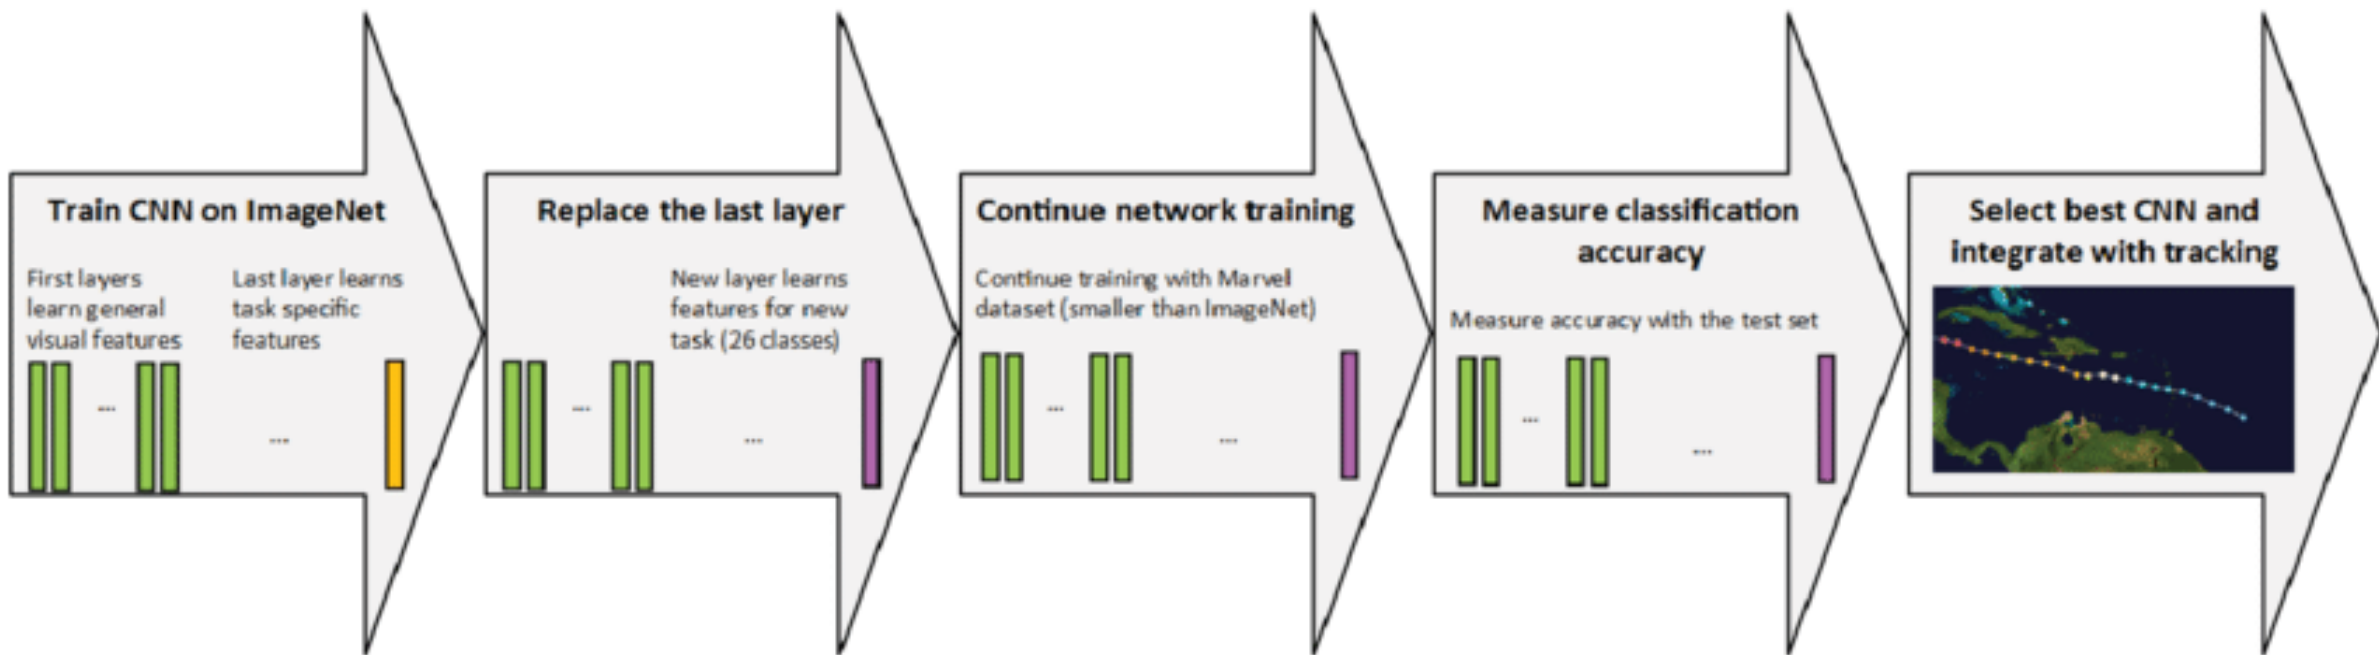 Train CNN on ImageNet
First layers
learn general
visual features
Last layer learns
task specific
features
...
...
Replace the last layer
New layer learns
features for new
task (26 classes)
...
...
Continue network training
Continue training with Marvell
dataset (smaller than ImageNet)
...
...
Measure classification
accuracy
Measure accuracy with the test set
...
...
Select best CNN and
integrate with tracking